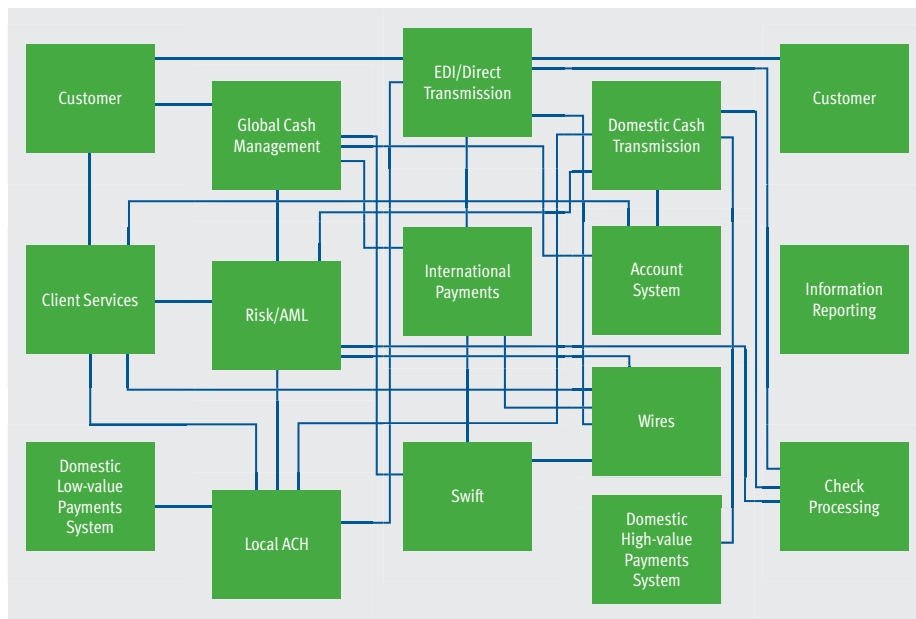 Customer
EDI/Direct
Transmission
Customer
Global Cash
Management
Domestic Cash
Transmission
Client Services
Risk/AML
International
Payments
Account
System
Information
Reporting
Wires
Domestic
Low-value
Payments
System
Local ACH
Swift
Domestic
High-value
Payments
System
Check
Processing